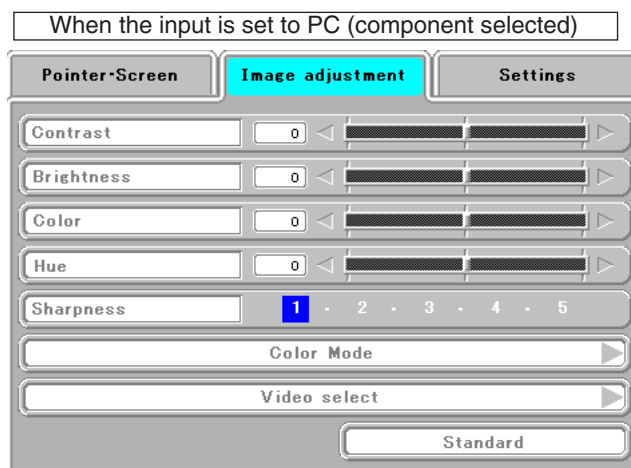 When the input is set to PC (component selected)
Pointer·Screen Image adjustment Settings
Contrast 0
Brightness 0
Color 0
Hue 0
Sharpness 1 - 2 - 3 - 4 - 5
Color Mode
Video select
Standard